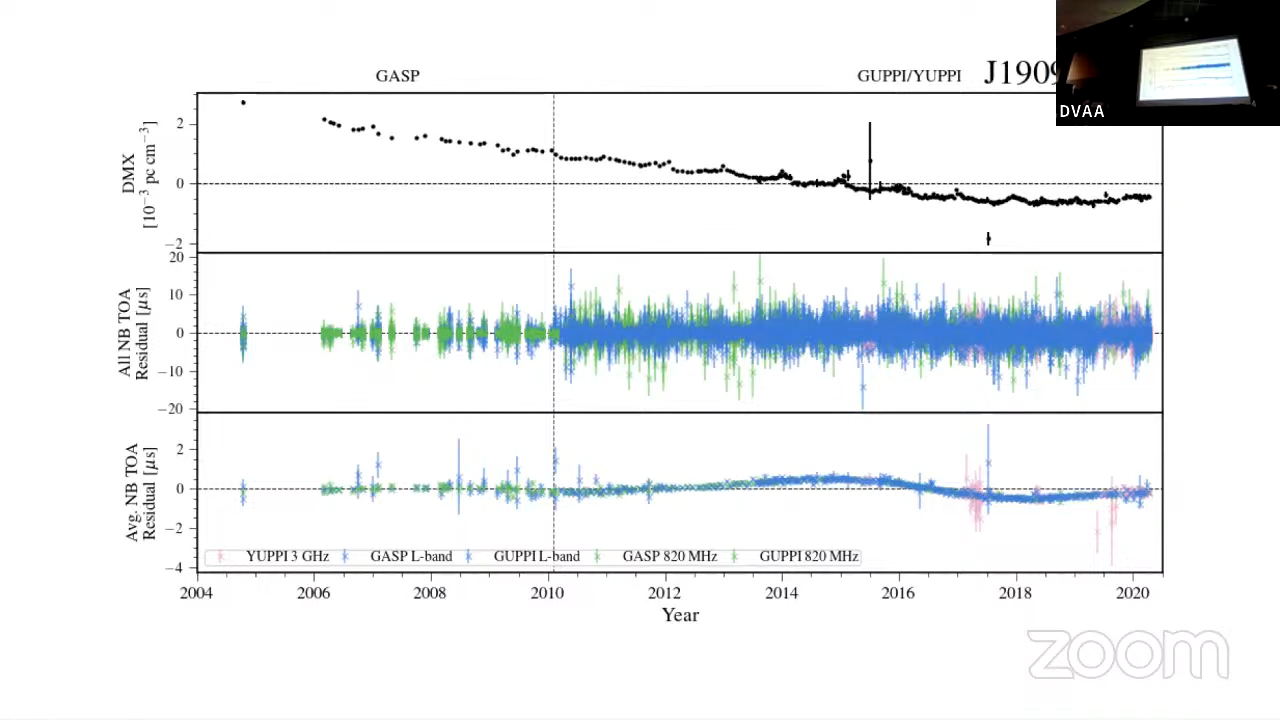 GASP
GUPPI/YUPPI
J1909
DVAA
DMX
[10⁻³ pc cm⁻³]
2
0
−2
All NB TOA
Residual [μs]
20
10
0
−10
−20
Avg. NB TOA
Residual [μs]
2
0
−2
−4
YUPPI 3 GHz GASP L-band GUPPI L-band GASP 820 MHz GUPPI 820 MHz
2004 2006 2008 2010 2012 2014 2016 2018 2020
Year
zoom